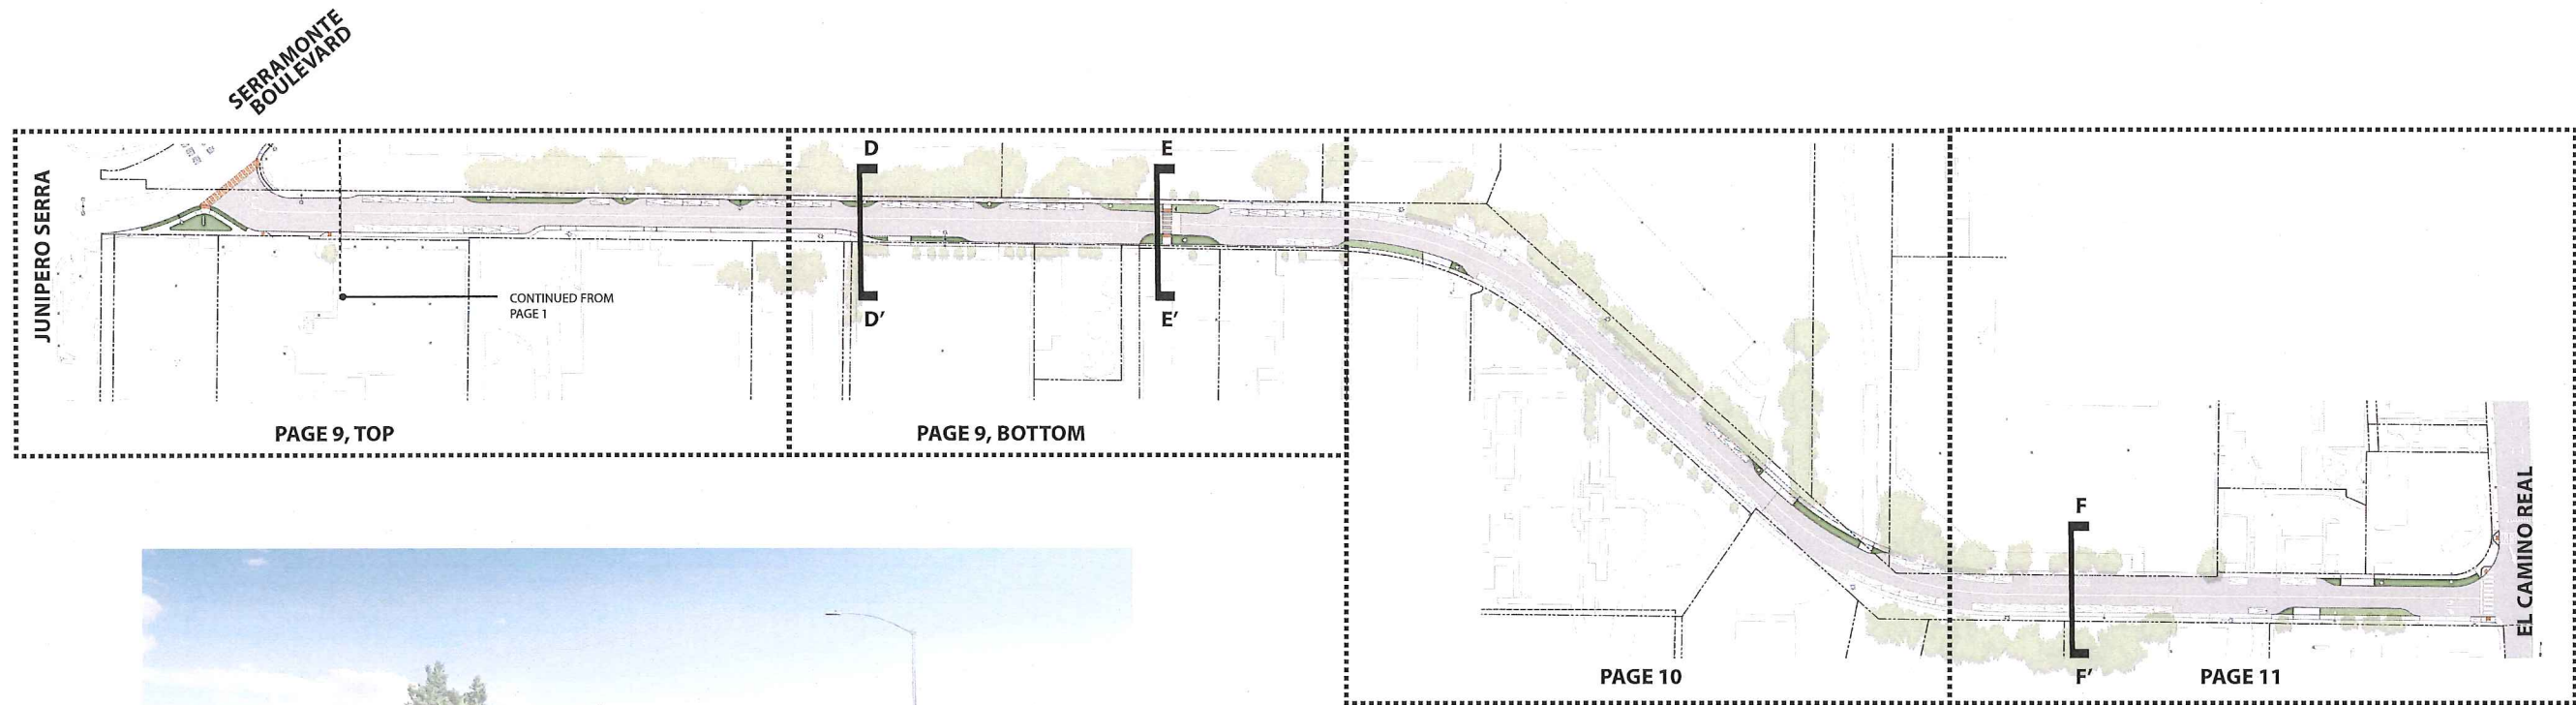 SERRAMONTE
BOULEVARD
JUNIPERO SERRA
CONTINUED FROM
PAGE 1
PAGE 9, TOP
D
D'
E
E'
PAGE 9, BOTTOM
PAGE 10
F
F'
PAGE 11
EL CAMINO REAL